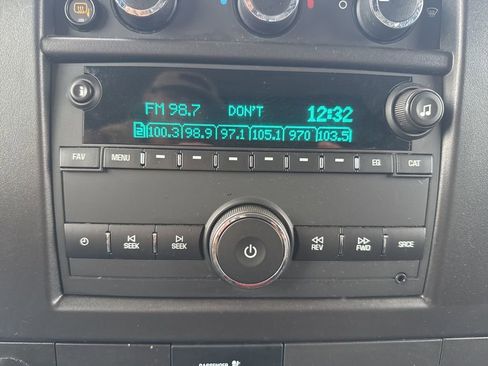 FM 98.7 DON'T 12:32
2 100.3 98.9 97.1 105.1 970 103.5
FAV MENU EQ CAT
SEEK SEEK REV FWD SRCE
PASSENGER